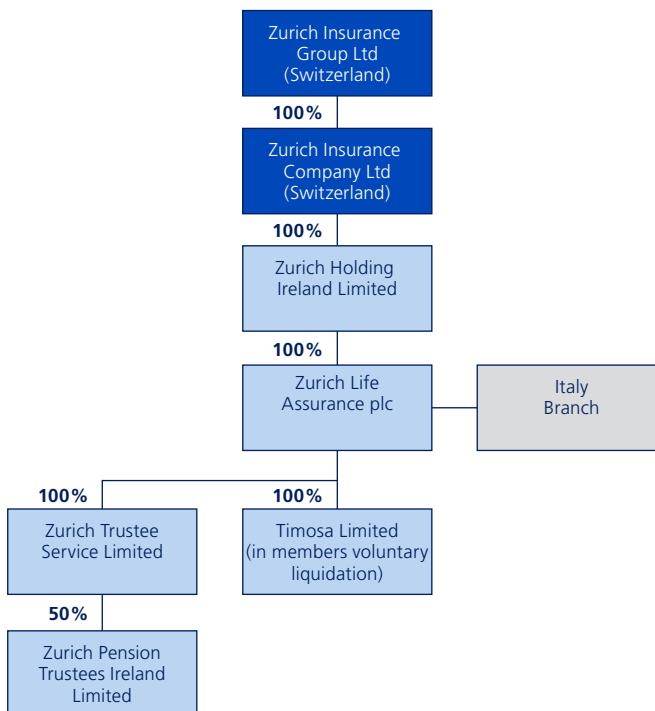 Zurich Insurance
Group Ltd
(Switzerland)
100%
Zurich Insurance
Company Ltd
(Switzerland)
100%
Zurich Holding
Ireland Limited
100%
Zurich Life
Assurance plc
Italy
Branch
100%
100%
Zurich Trustee
Service Limited
Timosa Limited
(in members voluntary
liquidation)
50%
Zurich Pension
Trustees Ireland
Limited